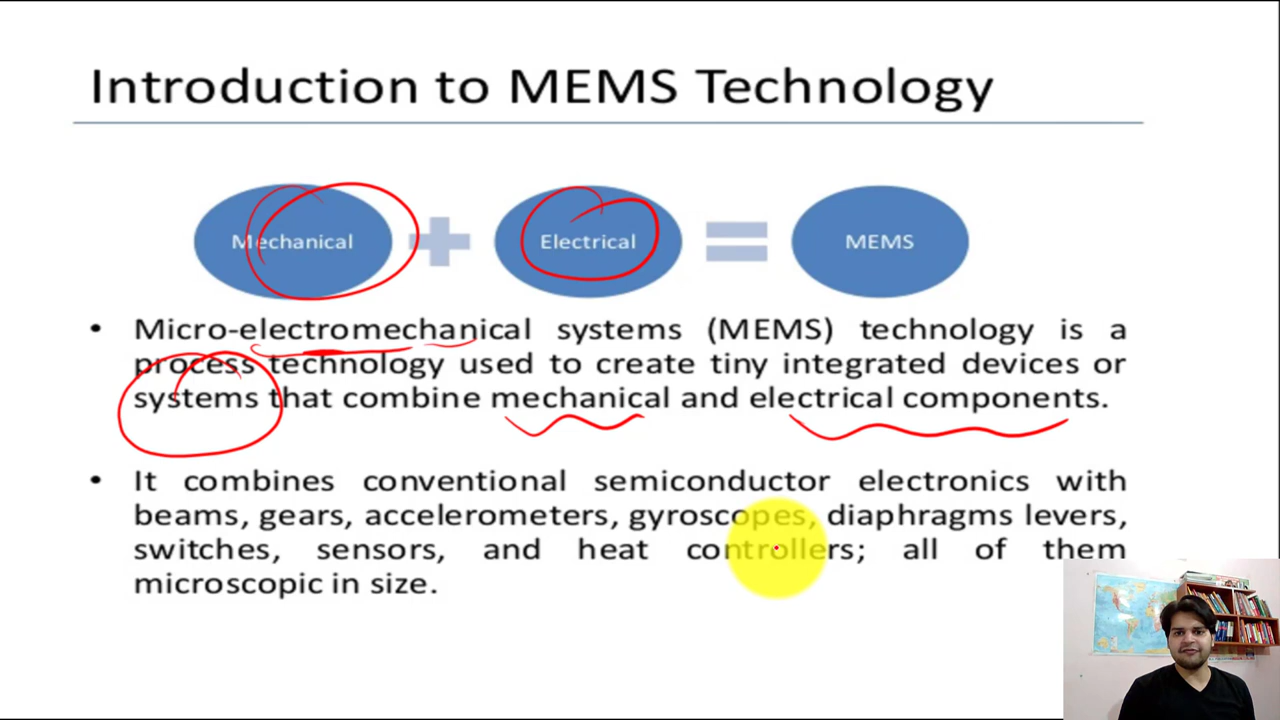 Introduction to MEMS Technology
Mechanical
Electrical
MEMS
• Micro-electromechanical systems (MEMS) technology is a
process technology used to create tiny integrated devices or
systems that combine mechanical and electrical components.
• It combines conventional semiconductor electronics with
beams, gears, accelerometers, gyroscopes, diaphragms levers,
switches, sensors, and heat controllers; all of them
microscopic in size.